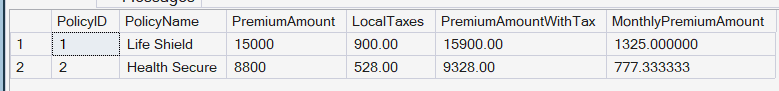 PolicyID PolicyName PremiumAmount LocalTaxes PremiumAmountWithTax MonthlyPremiumAmount
1 1 Life Shield 15000 900.00 15900.00 1325.000000
2 2 Health Secure 8800 528.00 9328.00 777.333333